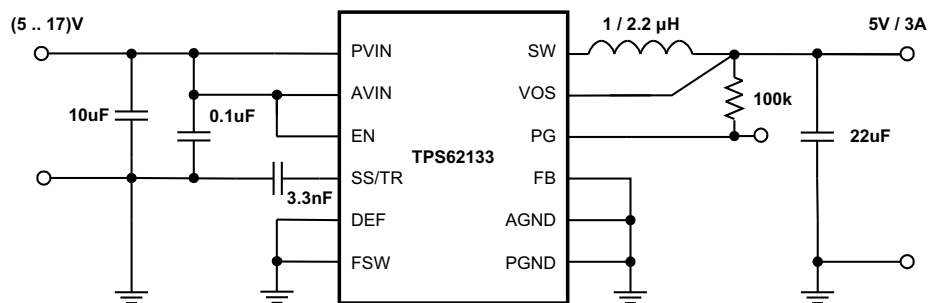 (5 .. 17)V
1 / 2.2 µH
5V / 3A
PVIN
SW
AVIN
VOS
10uF
0.1uF
100k
EN
PG
22uF
TPS62133
SS/TR
FB
3.3nF
DEF
AGND
FSW
PGND